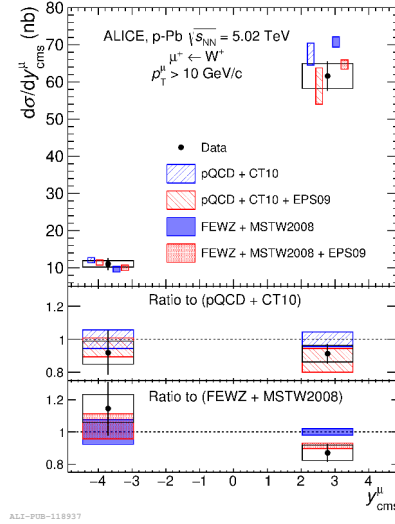 dσ/dy^μ_cms (nb)
80
70
60
50
40
30
20
10
ALICE, p-Pb √s_NN = 5.02 TeV
μ⁺ ← W⁺
p_T^μ > 10 GeV/c
Data
pQCD + CT10
pQCD + CT10 + EPS09
FEWZ + MSTW2008
FEWZ + MSTW2008 + EPS09
Ratio to (pQCD + CT10)
1.2
1
0.8
Ratio to (FEWZ + MSTW2008)
1.2
1
0.8
−4 −3 −2 −1 0 1 2 3 4
y^μ_cms
ALI-PUB-118937